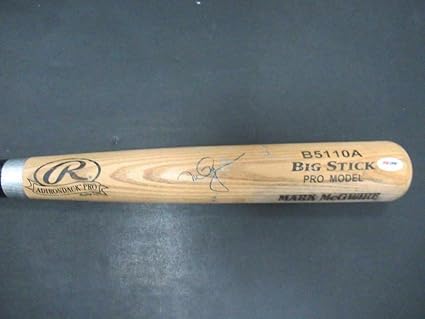 R
ADIRONDACK PRO
B5110A
BIG STICK
PRO MODEL
MARK McGWIRE